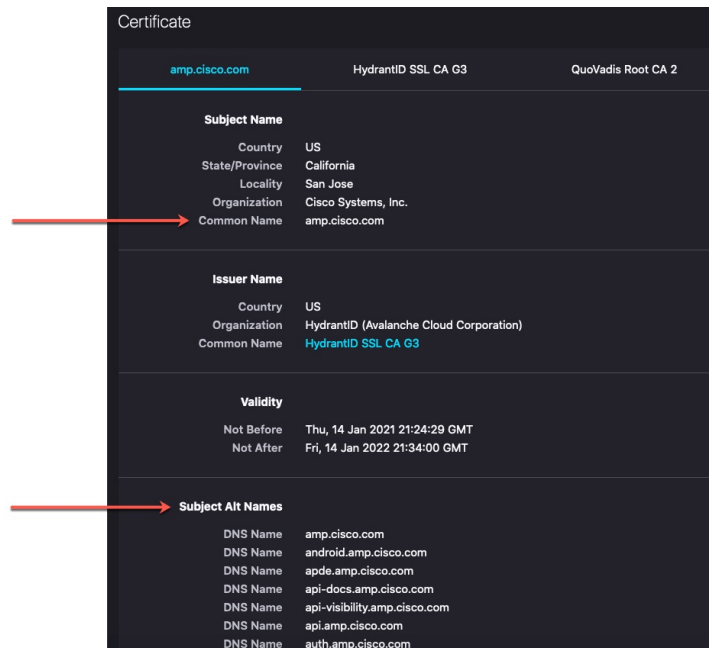 Certificate
amp.cisco.com HydrantID SSL CA G3 QuoVadis Root CA 2
Subject Name
Country US
State/Province California
Locality San Jose
Organization Cisco Systems, Inc.
Common Name amp.cisco.com
Issuer Name
Country US
Organization HydrantID (Avalanche Cloud Corporation)
Common Name HydrantID SSL CA G3
Validity
Not Before Thu, 14 Jan 2021 21:24:29 GMT
Not After Fri, 14 Jan 2022 21:34:00 GMT
Subject Alt Names
DNS Name amp.cisco.com
DNS Name android.amp.cisco.com
DNS Name apde.amp.cisco.com
DNS Name api-docs.amp.cisco.com
DNS Name api-visibility.amp.cisco.com
DNS Name api.amp.cisco.com
DNS Name auth.amp.cisco.com